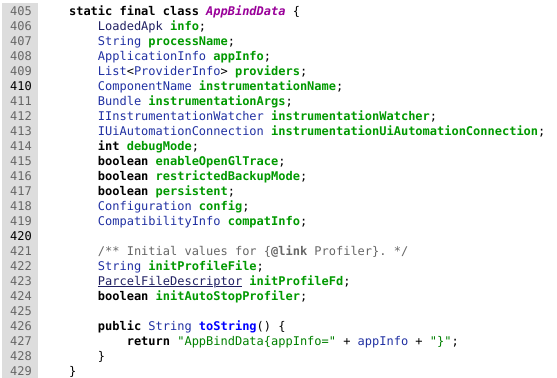 405 static final class AppBindData {
406 LoadedApk info;
407 String processName;
408 ApplicationInfo appInfo;
409 List<ProviderInfo> providers;
410 ComponentName instrumentationName;
411 Bundle instrumentationArgs;
412 IInstrumentationWatcher instrumentationWatcher;
413 IUiAutomationConnection instrumentationUiAutomationConnection;
414 int debugMode;
415 boolean enableOpenGlTrace;
416 boolean restrictedBackupMode;
417 boolean persistent;
418 Configuration config;
419 CompatibilityInfo compatInfo;
420
421 /** Initial values for {@link Profiler}. */
422 String initProfileFile;
423 ParcelFileDescriptor initProfileFd;
424 boolean initAutoStopProfiler;
425
426 public String toString() {
427 return "AppBindData{appInfo=" + appInfo + "}";
428 }
429 }